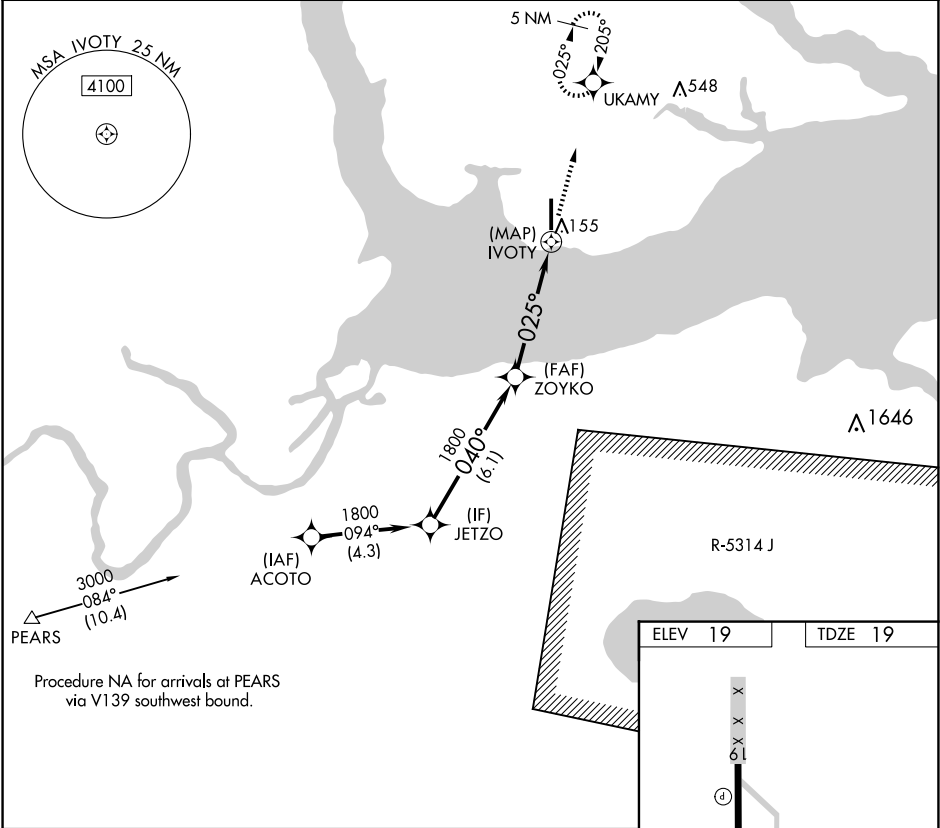 MSA IVOTY 25 NM
4100
5 NM
025°
205°
UKAMY
548
(MAP)
IVOTY
155
025°
(FAF)
ZOYKO
1646
1800
040°
(6.1)
(IF)
JETZO
1800
094°
(4.3)
(IAF)
ACOTO
R-5314 J
3000
084°
(10.4)
PEARS
Procedure NA for arrivals at PEARS
via V139 southwest bound.
ELEV 19
TDZE 19
X
X
X
19
P